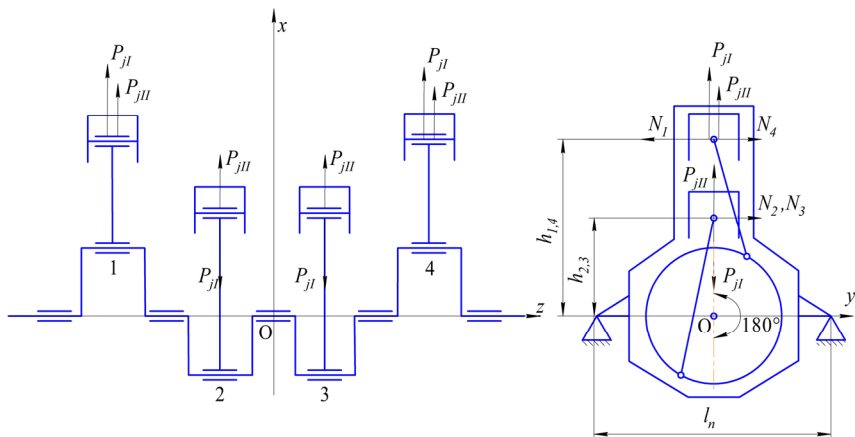 x
P_jI
P_jII
P_jI
P_jII
P_jII
P_jII
1
4
P_jI
P_jI
z
O
2
3
P_jI
P_jII
N_1
N_4
P_jII
N_2,N_3
h_1,4
h_2,3
P_jI
y
O
180°
l_n